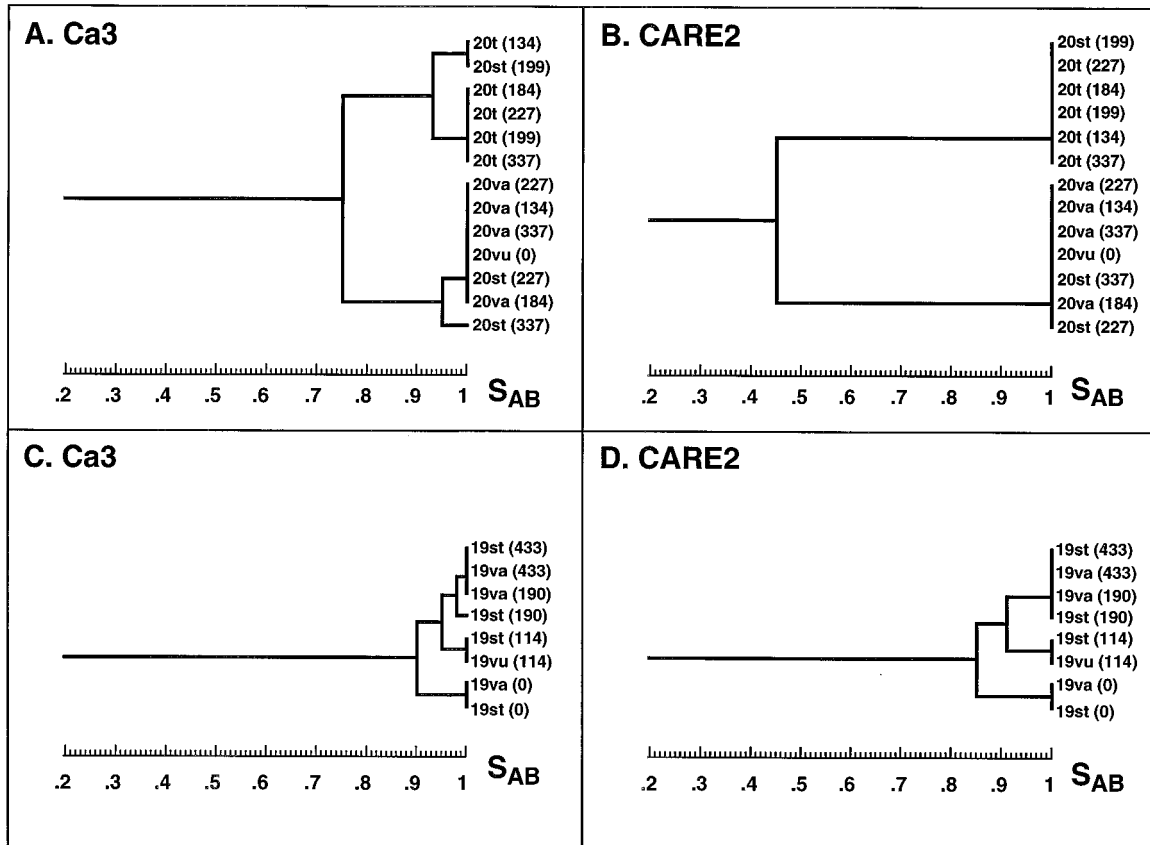 A. Ca3
20t (134)
20st (199)
20t (184)
20t (227)
20t (199)
20t (337)
20va (227)
20va (134)
20va (337)
20vu (0)
20st (227)
20va (184)
20st (337)
.2 .3 .4 .5 .6 .7 .8 .9 1 SAB
B. CARE2
20st (199)
20t (227)
20t (184)
20t (199)
20t (134)
20t (337)
20va (227)
20va (134)
20va (337)
20vu (0)
20st (337)
20va (184)
20st (227)
.2 .3 .4 .5 .6 .7 .8 .9 1 SAB
C. Ca3
19st (433)
19va (433)
19va (190)
19st (190)
19st (114)
19vu (114)
19va (0)
19st (0)
.2 .3 .4 .5 .6 .7 .8 .9 1 SAB
D. CARE2
19st (433)
19va (433)
19va (190)
19st (190)
19st (114)
19vu (114)
19va (0)
19st (0)
.2 .3 .4 .5 .6 .7 .8 .9 1 SAB